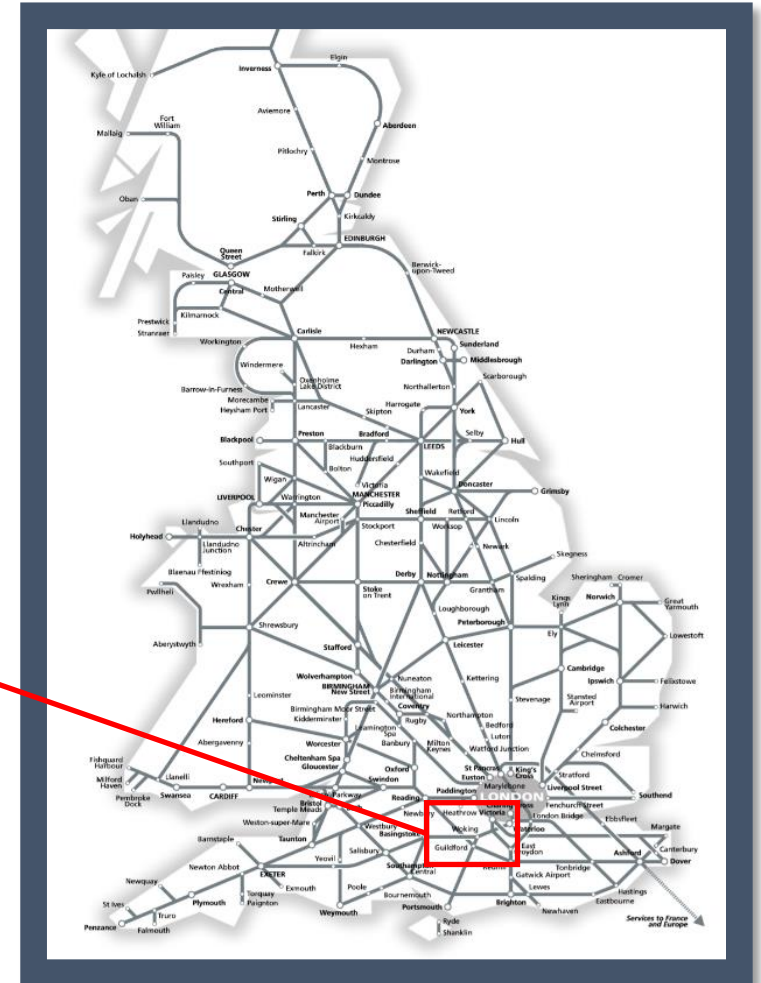 Elgin
Inverness
Kyle of Lochalsh
Aviemore
Fort
William
Mallaig
Aberdeen
Pitlochry
Montrose
Oban
Perth
Dundee
Stirling
Kirkcaldy
EDINBURGH
Queen
Street
Falkirk
Berwick-
upon-Tweed
Paisley
GLASGOW
Central
Motherwell
Kilmarnock
Prestwick
Stranraer
Carlisle
NEWCASTLE
Workington
Hexham
Sunderland
Durham
Darlington
Middlesbrough
Windermere
Scarborough
Oxenholme
Lake District
Northallerton
Barrow-in-Furness
Morecambe
Heysham Port
Lancaster
Harrogate
York
Skipton
Blackpool
Preston
Bradford
Selby
Hull
Blackburn
LEEDS
Huddersfield
Southport
Bolton
Wakefield
Wigan
Victoria
MANCHESTER
Piccadilly
Doncaster
Grimsby
LIVERPOOL
Warrington
Manchester
Airport
Sheffield
Retford
Llandudno
Chester
Stockport
Worksop
Lincoln
Holyhead
Llandudno
Junction
Altrincham
Chesterfield
Newark
Skegness
Blaenau Ffestiniog
Wrexham
Crewe
Derby
Nottingham
Spalding
Sheringham
Cromer
Pwllheli
Stoke
on Trent
Grantham
Kings
Lynn
Norwich
Great
Yarmouth
Loughborough
Peterborough
Shrewsbury
Ely
Lowestoft
Aberystwyth
Stafford
Leicester
Cambridge
Wolverhampton
Nuneaton
Kettering
Ipswich
Felixstowe
BIRMINGHAM
New Street
Birmingham
International
Leominster
Stevenage
Stansted
Airport
Harwich
Birmingham Moor Street
Coventry
Kidderminster
Rugby
Northampton
Hereford
Leamington
Spa
Bedford
Colchester
Worcester
Banbury
Milton
Keynes
Luton
Abergavenny
Watford Junction
Chelmsford
Cheltenham Spa
Gloucester
Oxford
St Pancras
Euston
King's
Cross
Stratford
Fishguard
Harbour
Llanelli
Swindon
Marylebone
Liverpool Street
Milford
Haven
Newport
Parkway
Paddington
LONDON
Southend
Pembroke
Dock
Swansea
CARDIFF
Bristol
Temple Meads
Reading
Fenchurch Street
Newbury
Heathrow
Victoria
London Bridge
Ebbsfleet
Weston-super-Mare
Westbury
Basingstoke
Woking
Waterloo
Margate
Barnstaple
Taunton
Guildford
East
Croydon
Canterbury
Salisbury
Ashford
Dover
Newton Abbot
Yeovil
Southampton
Central
Tonbridge
EXETER
Gatwick Airport
Newquay
Exmouth
Poole
Lewes
Hastings
Torquay
Paignton
Bournemouth
Eastbourne
St Ives
Plymouth
Brighton
Truro
Weymouth
Portsmouth
Newhaven
Penzance
Falmouth
Ryde
Shanklin
Services to France
and Europe